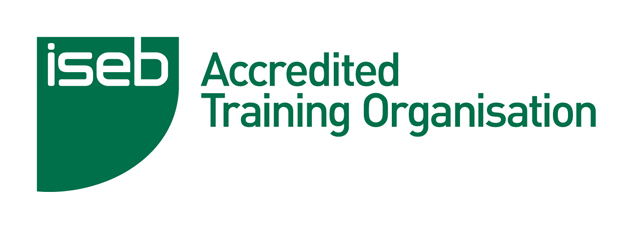 iseb
Accredited
Training Organisation